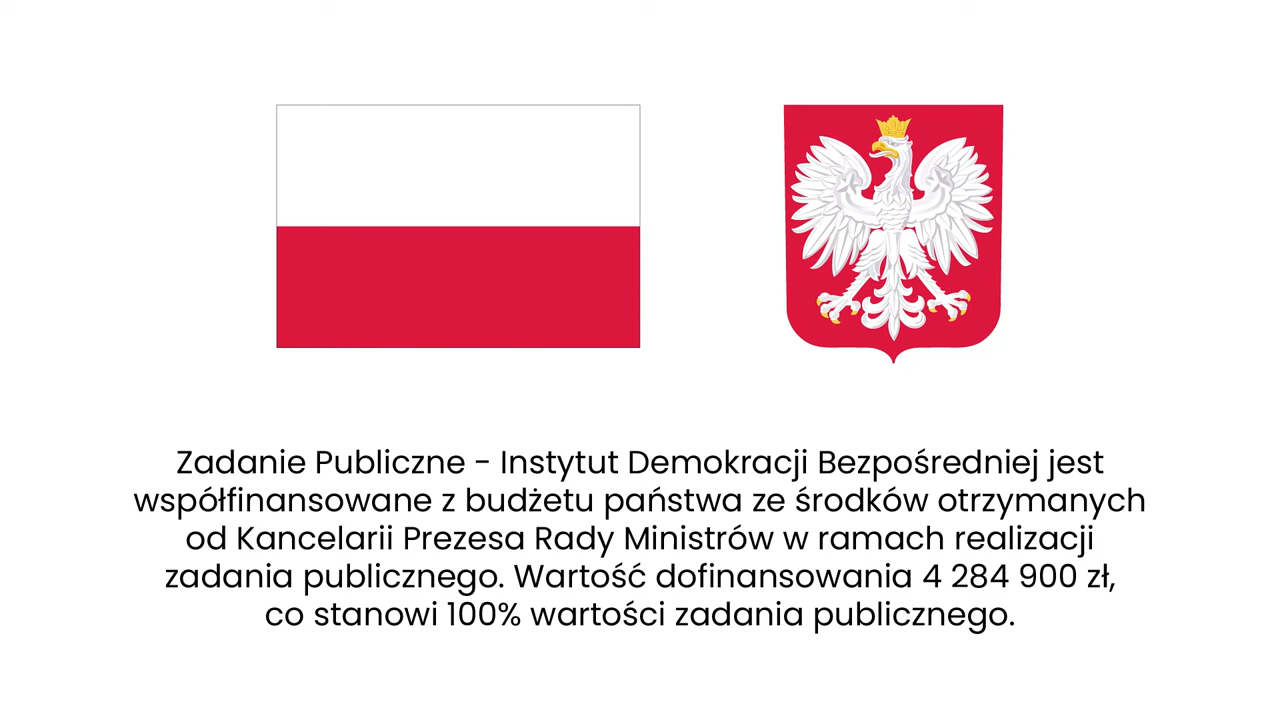 Zadanie Publiczne - Instytut Demokracji Bezpośredniej jest
współfinansowane z budżetu państwa ze środków otrzymanych
od Kancelarii Prezesa Rady Ministrów w ramach realizacji
zadania publicznego. Wartość dofinansowania 4 284 900 zł,
co stanowi 100% wartości zadania publicznego.